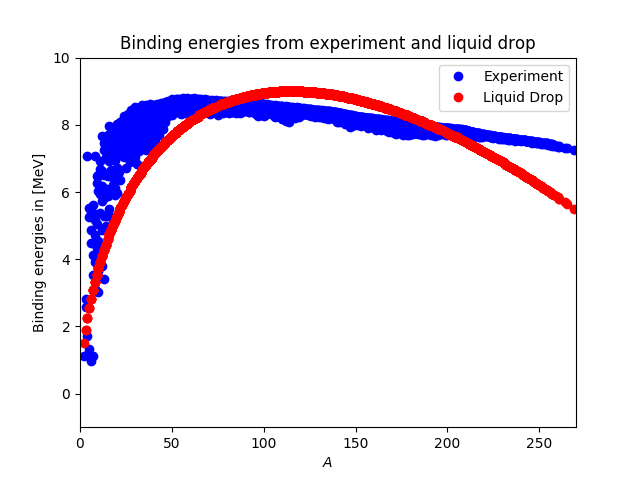 Binding energies from experiment and liquid drop
Experiment
Liquid Drop
Binding energies in [MeV]
10
8
6
4
2
0
0 50 100 150 200 250
A